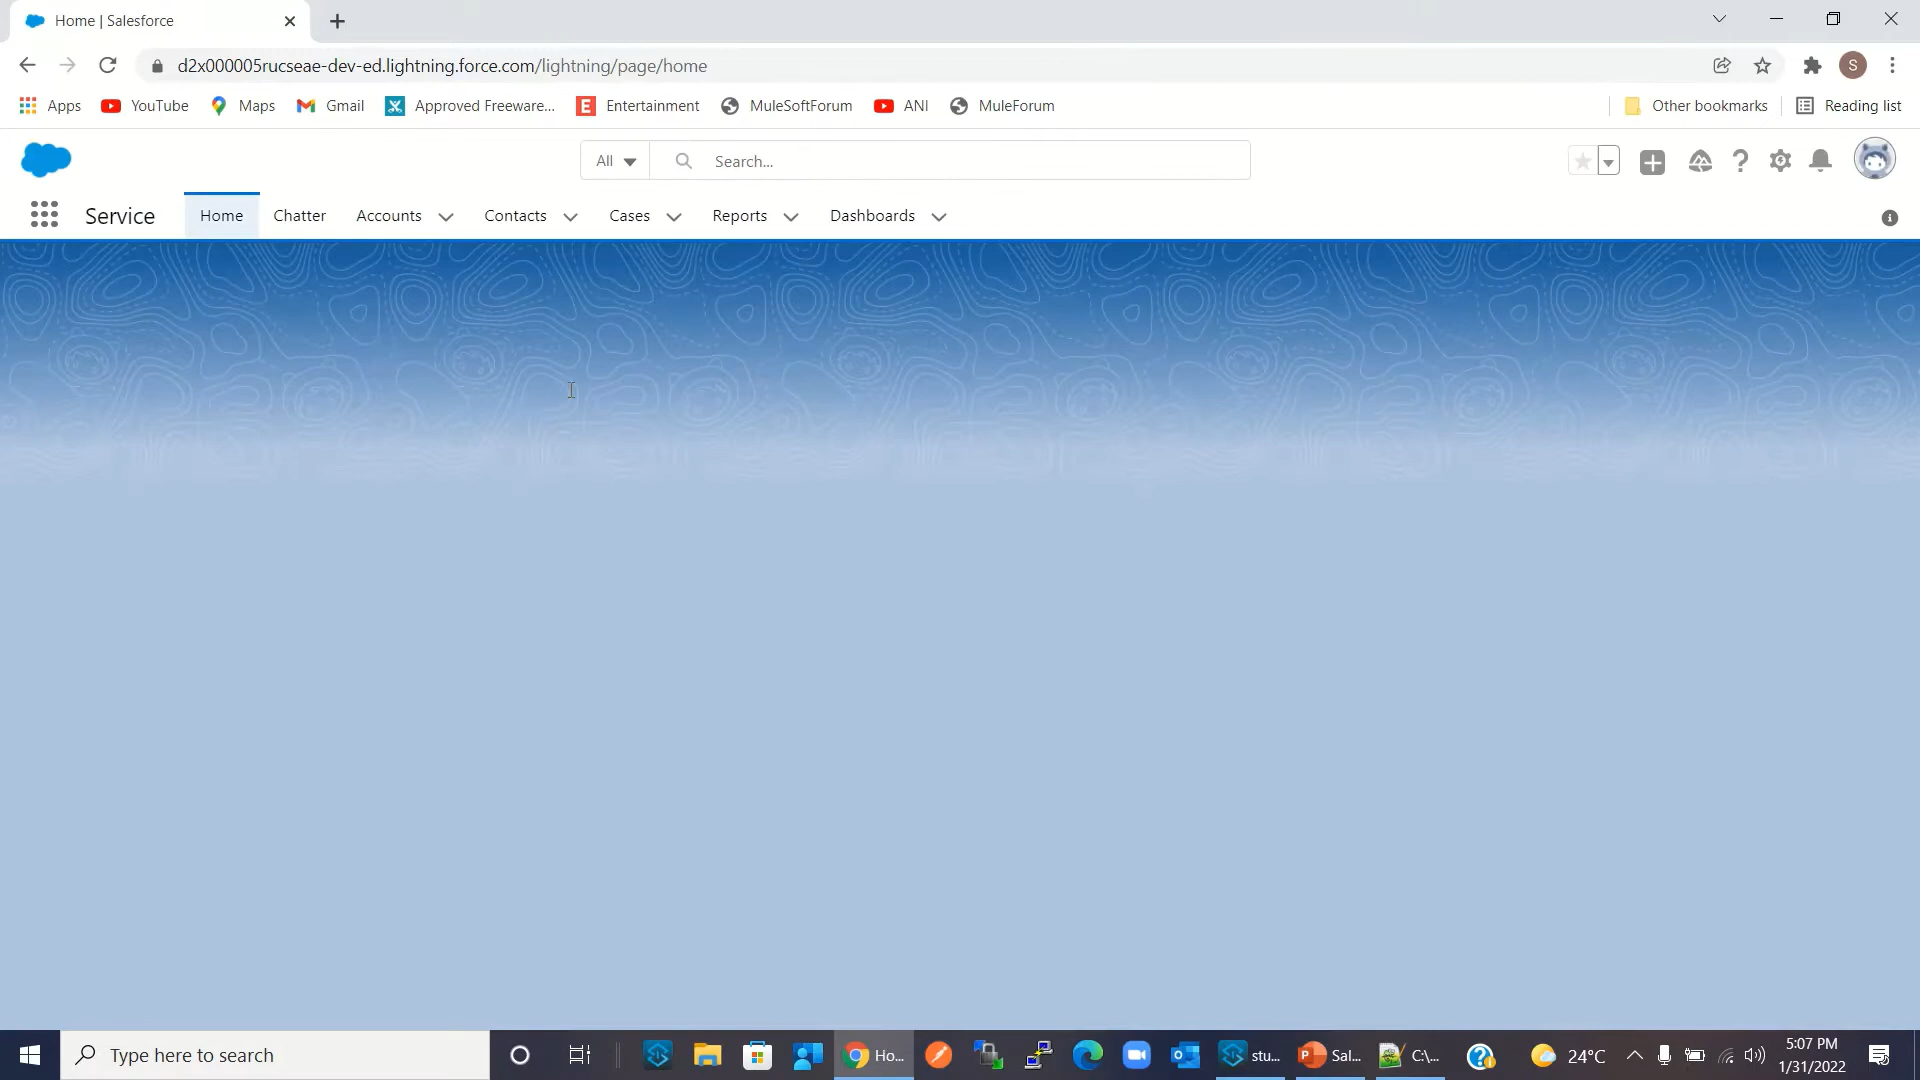 Home | Salesforce
d2x000005rucseae-dev-ed.lightning.force.com/lightning/page/home
S
Apps YouTube Maps Gmail Approved Freeware... Entertainment MuleSoftForum ANI MuleForum Other bookmarks Reading list
All Search...
Service Home Chatter Accounts Contacts Cases Reports Dashboards
Type here to search Ho... stu... Sal... C:\... 24°C 5:07 PM
1/31/2022